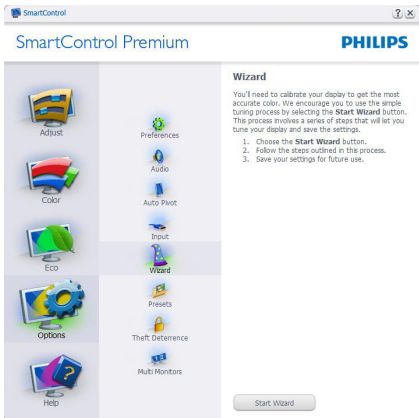 SmartControl
? x
SmartControl Premium
PHILIPS
Adjust
Color
Eco
Options
Help
Preferences
Audio
Auto Pivot
Input
Wizard
Presets
Theft Deterrence
Multi Monitors
Wizard
You'll need to calibrate your display to get the most
accurate color. We encourage you to use the simple
tuning process by selecting the Start Wizard button.
This process involves a series of steps that will let you
tune your display and save the settings.
1. Choose the Start Wizard button.
2. Follow the steps outlined in this process.
3. Save your settings for future use.
Start Wizard